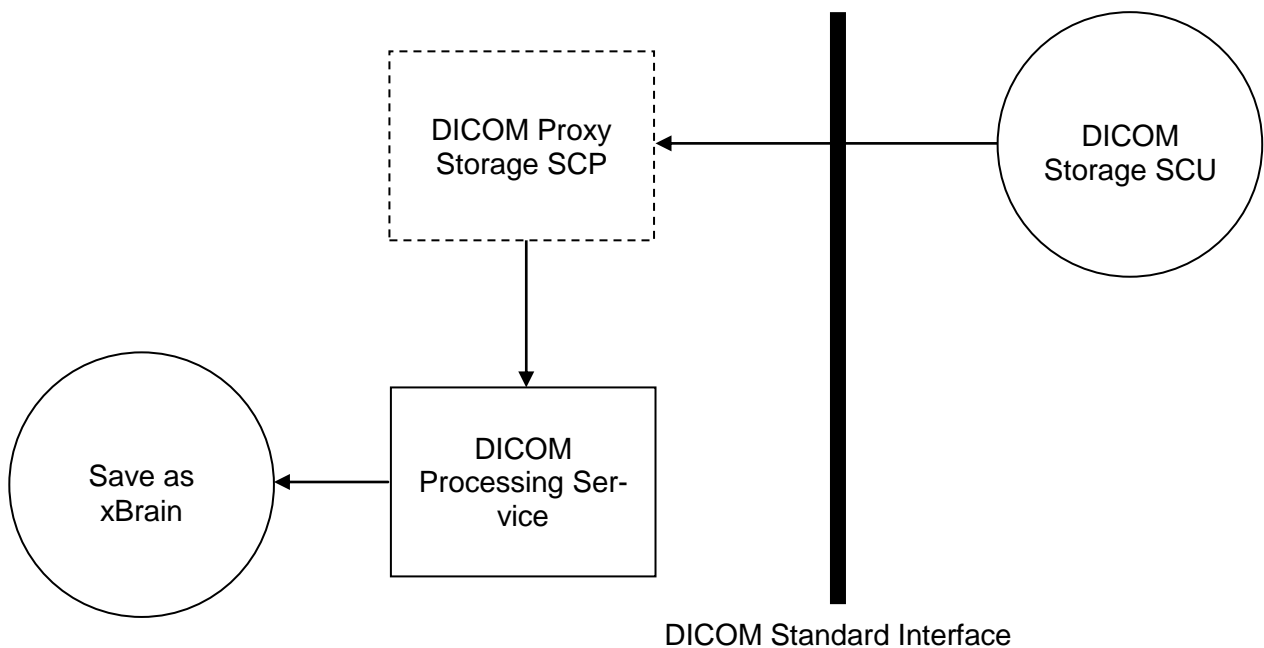 DICOM Proxy
Storage SCP
DICOM
Storage SCU
Save as
xBrain
DICOM
Processing Ser-
vice
DICOM Standard Interface